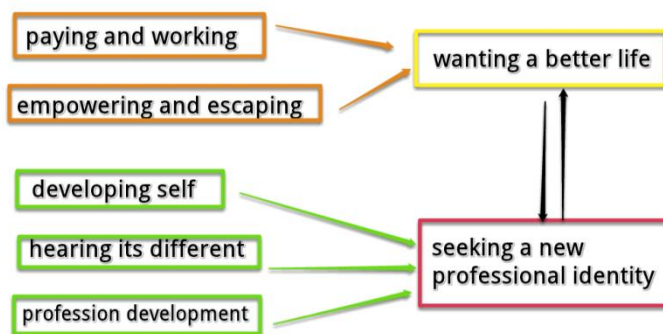 paying and working
wanting a better life
empowering and escaping
developing self
hearing its different
seeking a new
professional identity
profession development